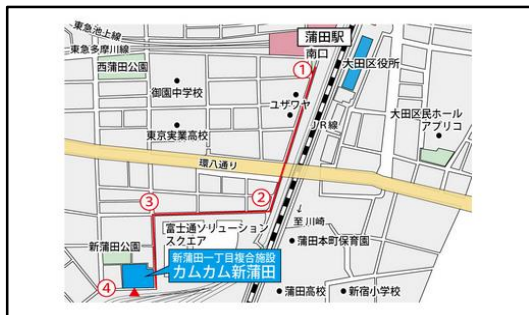 東急池上線
東急多摩川線
蒲田駅
南口
①
西蒲田公園
大田区役所
御園中学校
ユザワヤ
大田区民ホール
アプリコ
東京実業高校
JR線
環八通り
②
③
至 川崎
富士通ソリューション
スクエア
蒲田本町保育園
新蒲田公園
新蒲田一丁目複合施設
カムカム新蒲田
④
蒲田高校
新宿小学校